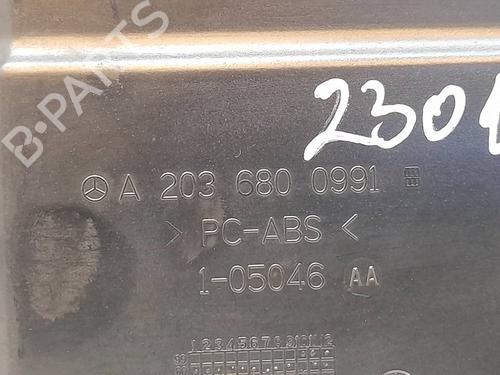 B-PARTS
2301
A 203 680 0991
> PC-ABS <
1-05046 AA
1 2 3 4 5 6 7 8 9 10 11 12